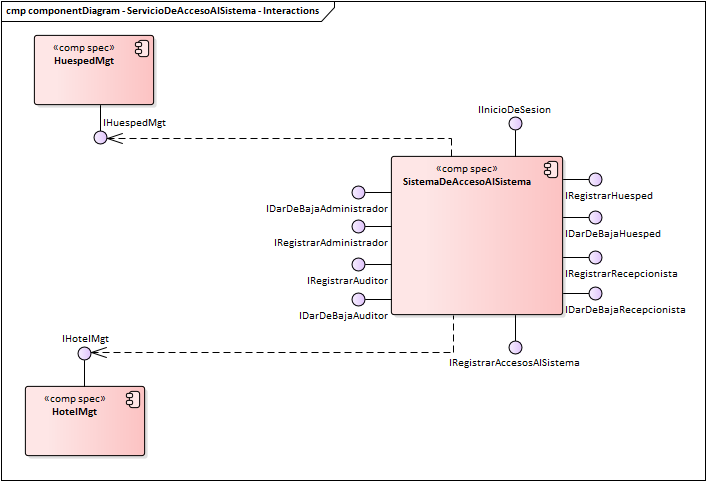 cmp componentDiagram - ServicioDeAccesoAlSistema - Interactions
«comp spec»
HuespedMgt
IHuespedMgt
IInicioDeSesion
«comp spec»
SistemaDeAccesoAlSistema
IDarDeBajaAdministrador
IRegistrarAdministrador
IRegistrarAuditor
IDarDeBajaAuditor
IRegistrarHuesped
IDarDeBajaHuesped
IRegistrarRecepcionista
IDarDeBajaRecepcionista
IRegistrarAccesosAlSistema
IHotelMgt
«comp spec»
HotelMgt